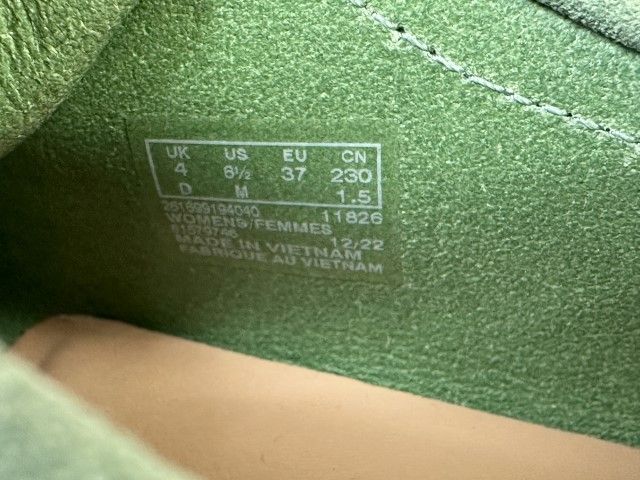 UK US EU CN
4 6½ 37 230
D M 1.5
261699194040 11826
WOMENS/FEMMES
12/22
MADE IN VIETNAM
FABRIQUE AU VIETNAM